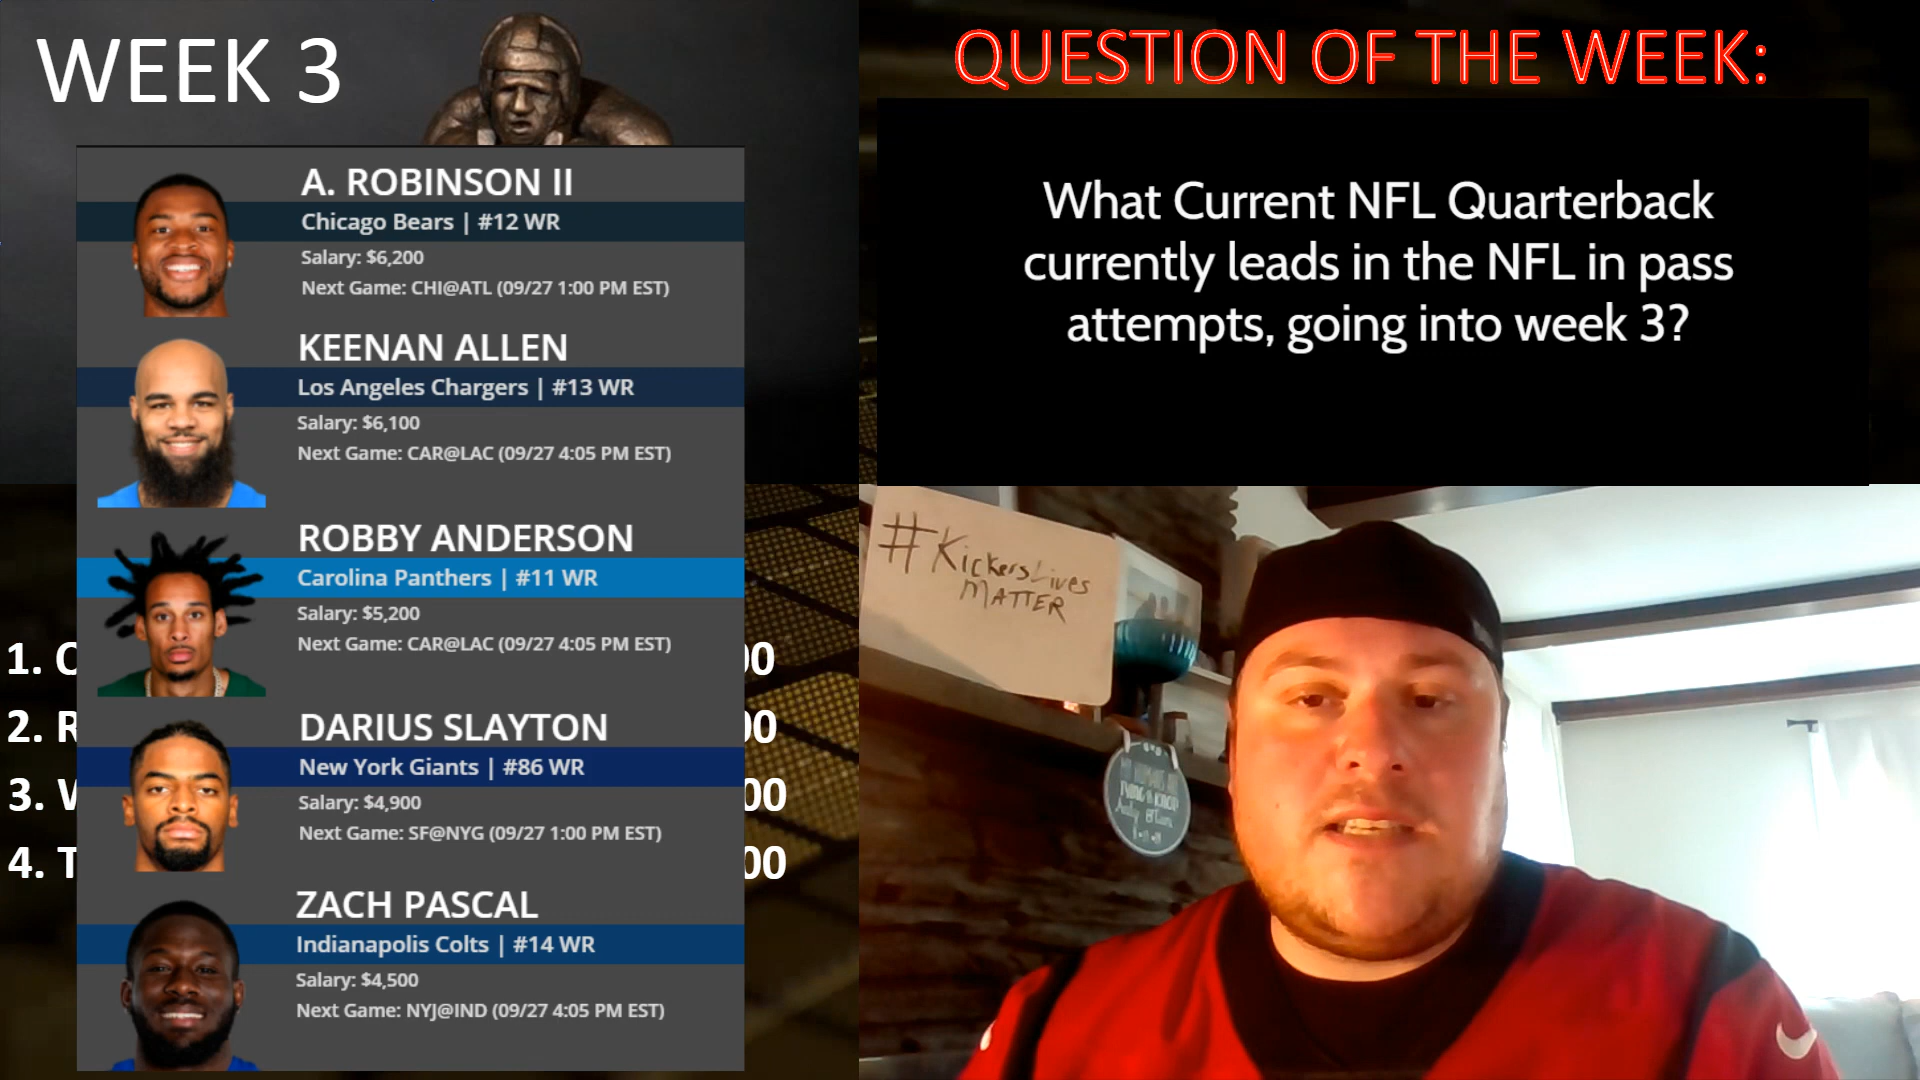 WEEK 3
A. ROBINSON II
Chicago Bears | #12 WR
Salary: $6,200
Next Game: CHI@ATL (09/27 1:00 PM EST)
KEENAN ALLEN
Los Angeles Chargers | #13 WR
Salary: $6,100
Next Game: CAR@LAC (09/27 4:05 PM EST)
ROBBY ANDERSON
Carolina Panthers | #11 WR
Salary: $5,200
Next Game: CAR@LAC (09/27 4:05 PM EST)
DARIUS SLAYTON
New York Giants | #86 WR
Salary: $4,900
Next Game: SF@NYG (09/27 1:00 PM EST)
ZACH PASCAL
Indianapolis Colts | #14 WR
Salary: $4,500
Next Game: NYJ@IND (09/27 4:05 PM EST)
1.
2. R
3.
4. T
QUESTION OF THE WEEK:
What Current NFL Quarterback
currently leads in the NFL in pass
attempts, going into week 3?
#KickersLives
MATTER